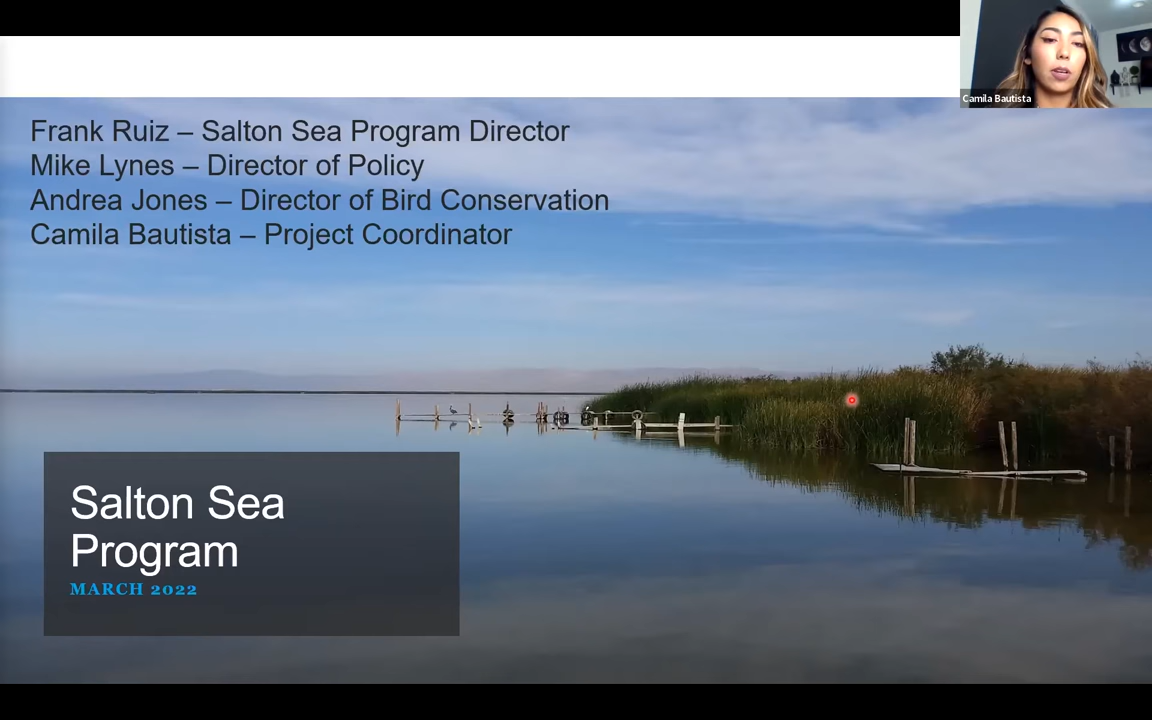 Camila Bautista
Frank Ruiz – Salton Sea Program Director
Mike Lynes – Director of Policy
Andrea Jones – Director of Bird Conservation
Camila Bautista – Project Coordinator
Salton Sea
Program
MARCH 2022